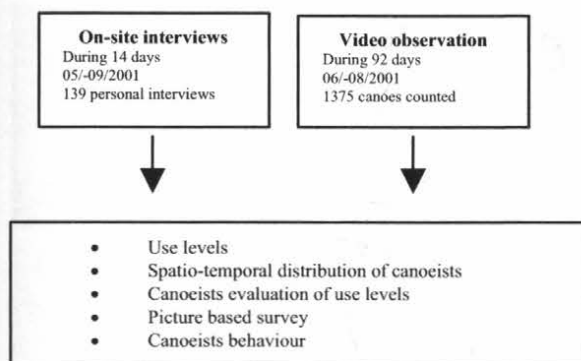 On-site interviews
During 14 days
05/-09/2001
139 personal interviews
Video observation
During 92 days
06/-08/2001
1375 canoes counted
• Use levels
• Spatio-temporal distribution of canoeists
• Canoeists evaluation of use levels
• Picture based survey
• Canoeists behaviour